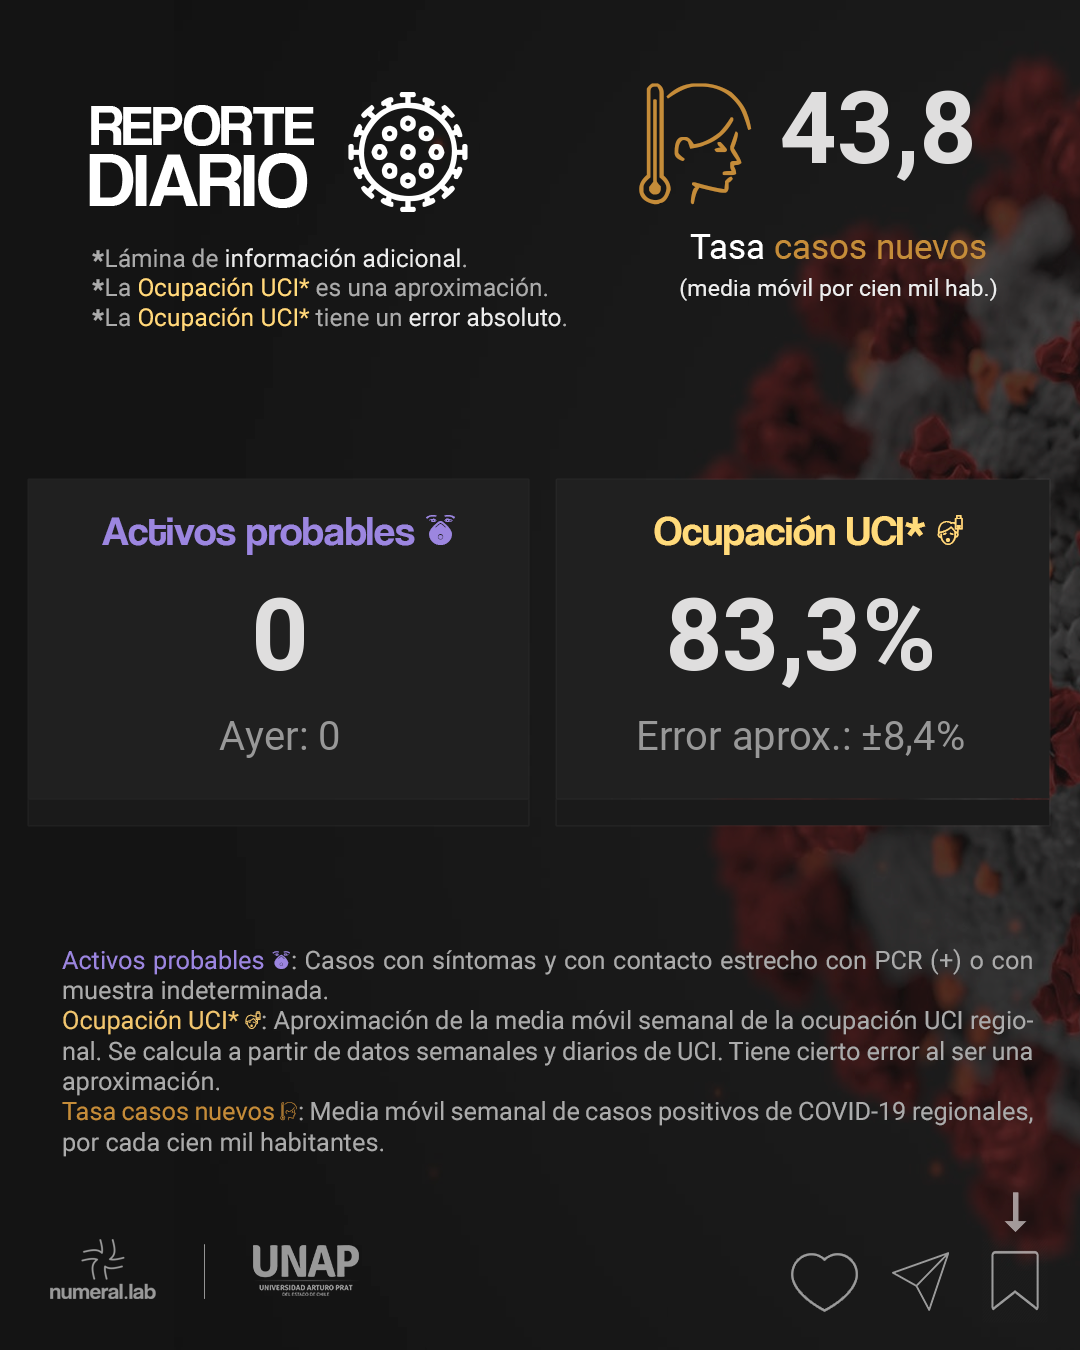 REPORTE
DIARIO
*Lámina de información adicional.
*La Ocupación UCI* es una aproximación.
*La Ocupación UCI* tiene un error absoluto.
43,8
Tasa casos nuevos
(media móvil por cien mil hab.)
Activos probables
0
Ayer: 0
Ocupación UCI*
83,3%
Error aprox.: ±8,4%
Activos probables : Casos con síntomas y con contacto estrecho con PCR (+) o con
muestra indeterminada.
Ocupación UCI* : Aproximación de la media móvil semanal de la ocupación UCI regio-
nal. Se calcula a partir de datos semanales y diarios de UCI. Tiene cierto error al ser una
aproximación.
Tasa casos nuevos : Media móvil semanal de casos positivos de COVID-19 regionales,
por cada cien mil habitantes.
numeral.lab
UNAP
UNIVERSIDAD ARTURO PRAT
DEL ESTADO DE CHILE